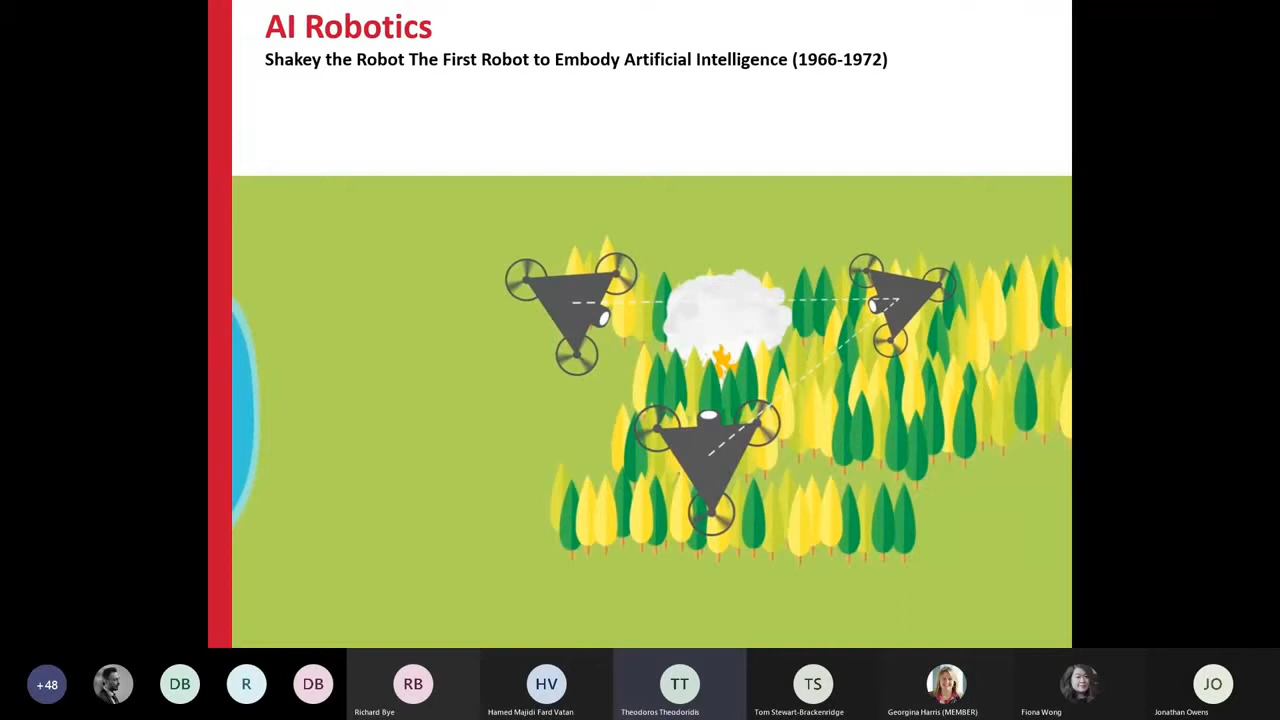 AI Robotics
Shakey the Robot The First Robot to Embody Artificial Intelligence (1966-1972)
+48
DB
R
DB
RB
HV
TT
TS
JO
Richard Bye
Hamed Majidi Fard Vatan
Theodoros Theodoridis
Tom Stewart-Brackenridge
Georgina Harris (MEMBER)
Fiona Wong
Jonathan Owens